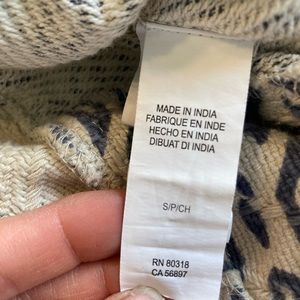 MADE IN INDIA
FABRIQUE EN INDE
HECHO EN INDIA
DIBUAT DI INDIA
S/P/CH
RN 80318
CA 56897